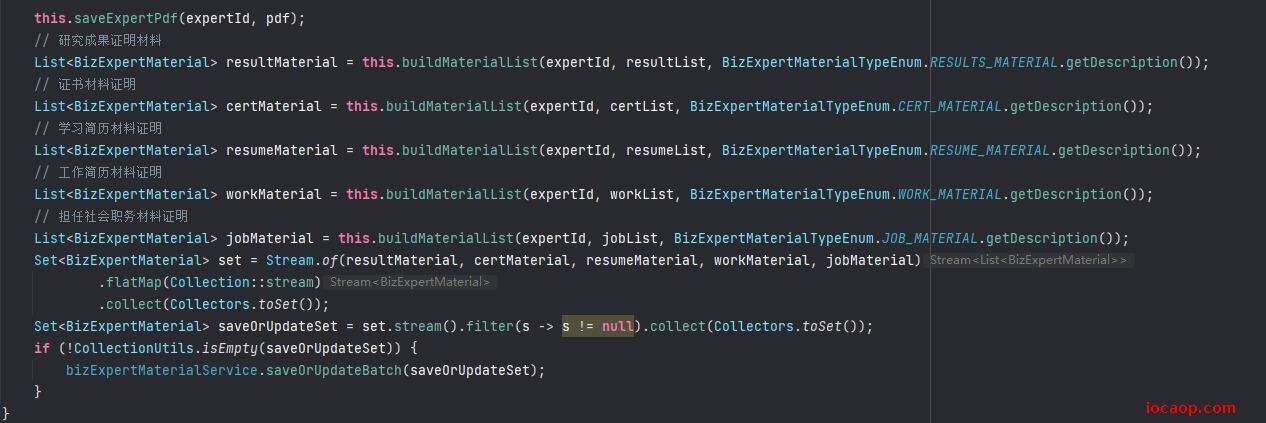 this.saveExpertPdf(expertId, pdf);
// 研究成果证明材料
List<BizExpertMaterial> resultMaterial = this.buildMaterialList(expertId, resultList, BizExpertMaterialTypeEnum.RESULTS_MATERIAL.getDescription());
// 证书材料证明
List<BizExpertMaterial> certMaterial = this.buildMaterialList(expertId, certList, BizExpertMaterialTypeEnum.CERT_MATERIAL.getDescription());
// 学习简历材料证明
List<BizExpertMaterial> resumeMaterial = this.buildMaterialList(expertId, resumeList, BizExpertMaterialTypeEnum.RESUME_MATERIAL.getDescription());
// 工作简历材料证明
List<BizExpertMaterial> workMaterial = this.buildMaterialList(expertId, workList, BizExpertMaterialTypeEnum.WORK_MATERIAL.getDescription());
// 担任社会职务材料证明
List<BizExpertMaterial> jobMaterial = this.buildMaterialList(expertId, jobList, BizExpertMaterialTypeEnum.JOB_MATERIAL.getDescription());
Set<BizExpertMaterial> set = Stream.of(resultMaterial, certMaterial, resumeMaterial, workMaterial, jobMaterial) Stream<List<BizExpertMaterial>>
.flatMap(Collection::stream) Stream<BizExpertMaterial>
.collect(Collectors.toSet());
Set<BizExpertMaterial> saveOrUpdateSet = set.stream().filter(s -> s != null).collect(Collectors.toSet());
if (!CollectionUtils.isEmpty(saveOrUpdateSet)) {
bizExpertMaterialService.saveOrUpdateBatch(saveOrUpdateSet);
}
}
iocaop.com